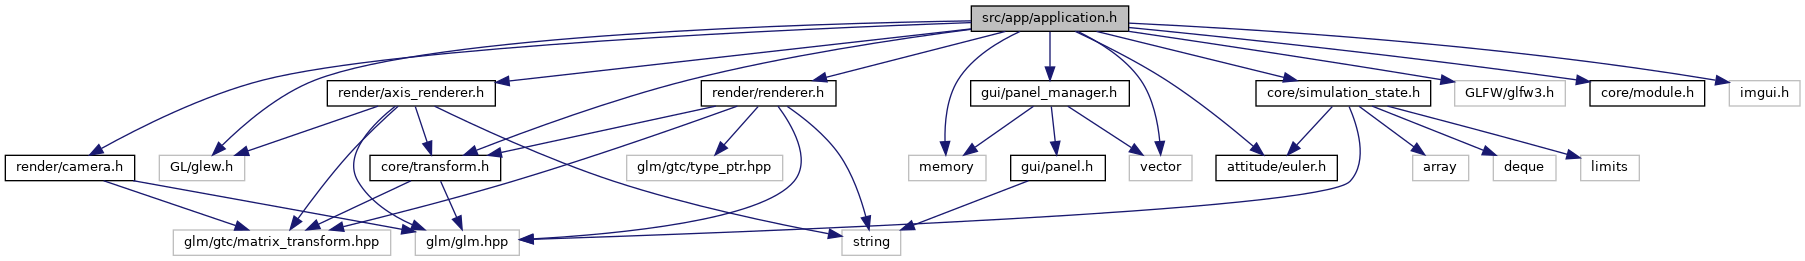 src/app/application.h
render/axis_renderer.h
render/renderer.h
gui/panel_manager.h
core/simulation_state.h
GLFW/glfw3.h
core/module.h
imgui.h
render/camera.h
GL/glew.h
core/transform.h
glm/gtc/type_ptr.hpp
memory
gui/panel.h
vector
attitude/euler.h
array
deque
limits
glm/gtc/matrix_transform.hpp
glm/glm.hpp
string